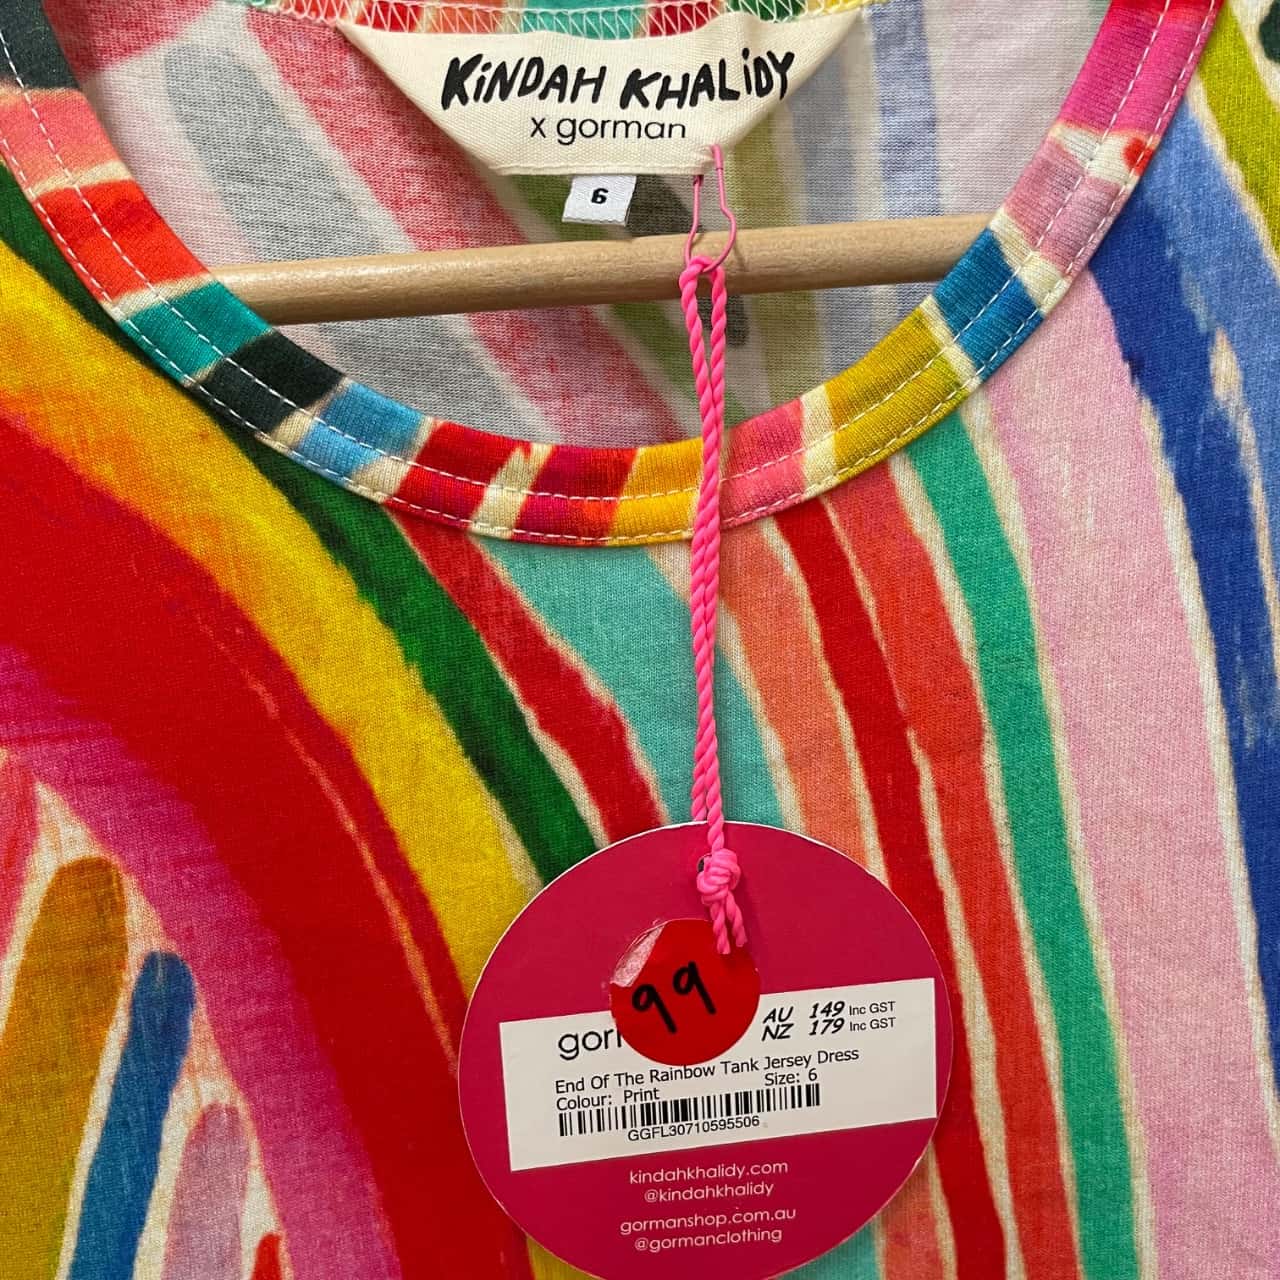 KiNDAH KHALiDY
x gorman
6
99
AU 149 Inc GST
NZ 179 Inc GST
End Of The Rainbow Tank Jersey Dress
Colour: Print Size: 6
GGFL30710595506
kindahkhalidy.com
@kindahkhalidy
gormanshop.com.au
@gormanclothing